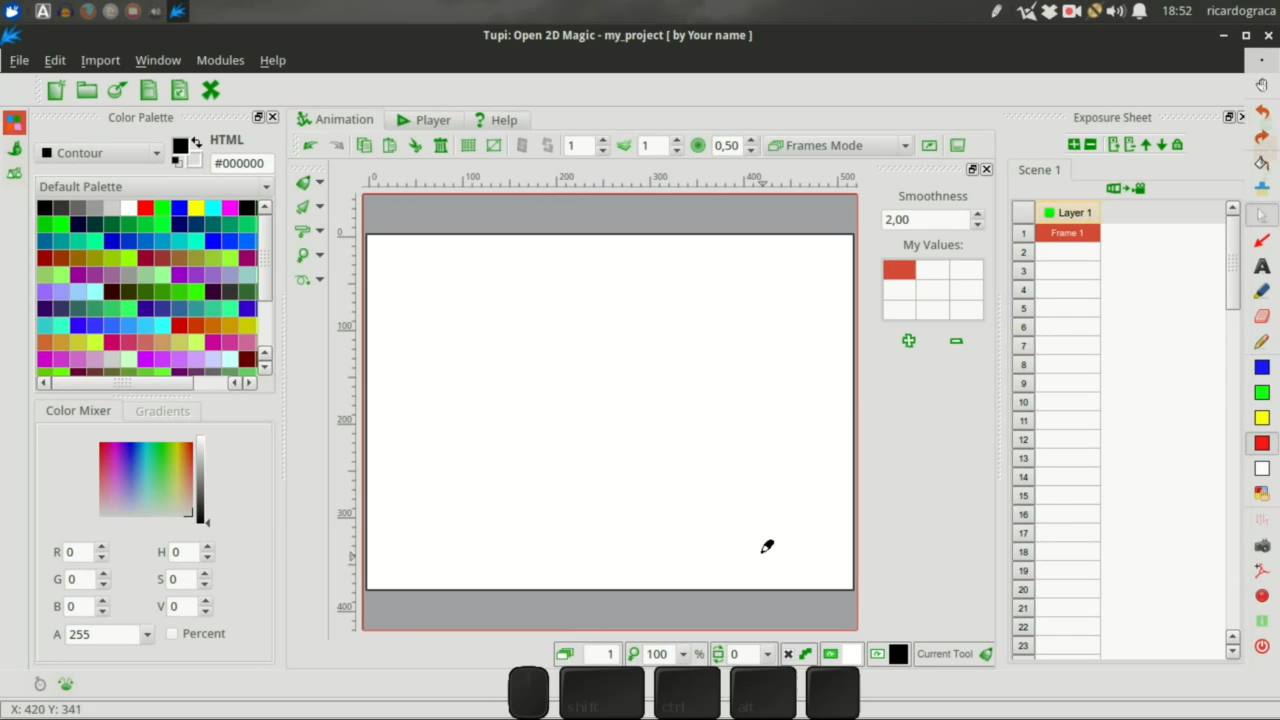 18:52 ricardograca
Tupi: Open 2D Magic - my_project [ by Your name ]
File Edit Import Window Modules Help
Color Palette
Contour
HTML
#000000
Default Palette
Color Mixer Gradients
R 0 H 0
G 0 S 0
B 0 V 0
A 255 Percent
Animation Player Help
1 1 0,50 Frames Mode
0 100 200 300 400 500
0
100
200
300
400
Smoothness
2,00
My Values:
Exposure Sheet
Scene 1
Layer 1
1 Frame 1
2
3
4
5
6
7
8
9
10
11
12
13
14
15
16
17
18
19
20
21
22
23
1 100 % 0 Current Tool
shift ctrl alt
X: 420 Y: 341